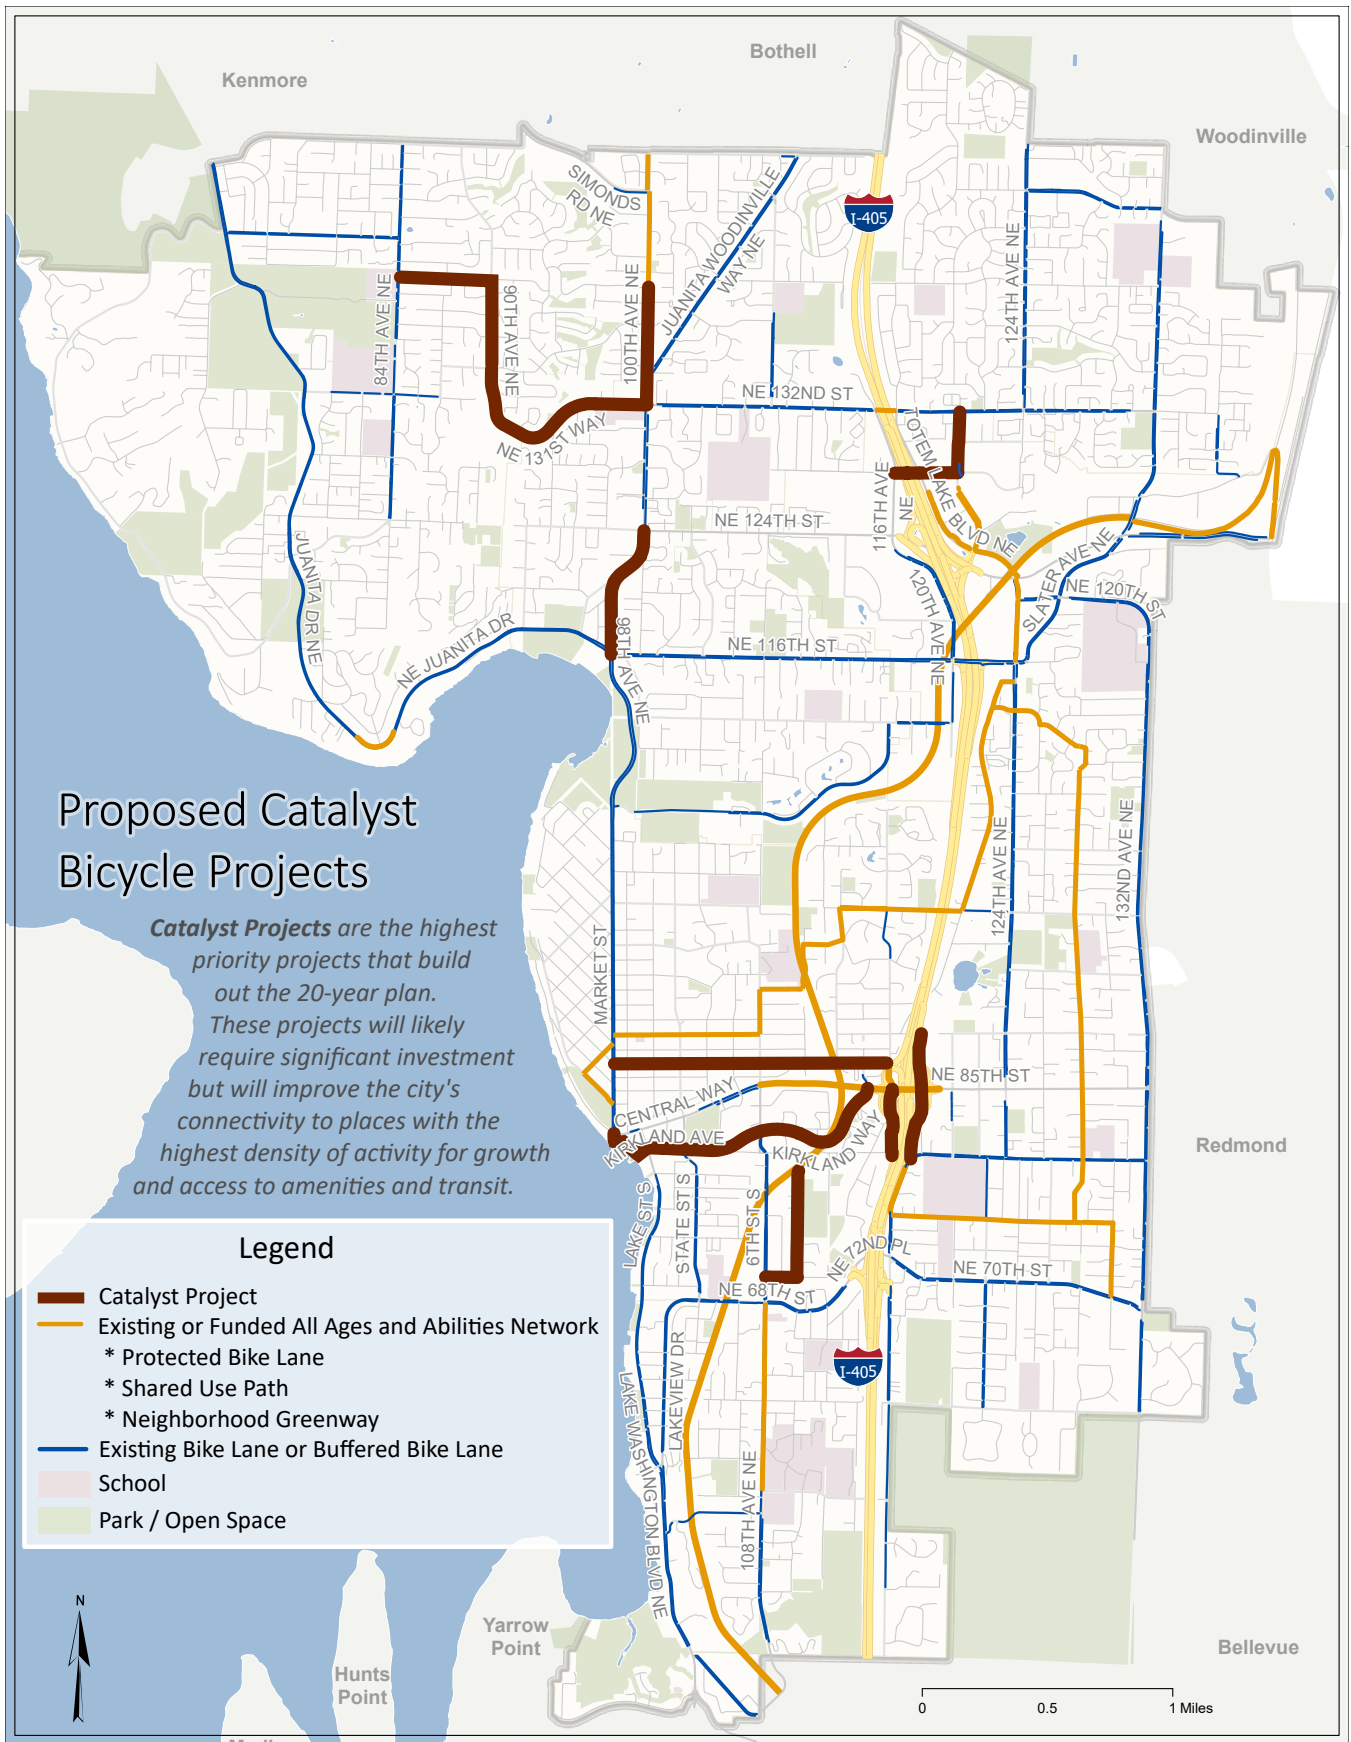 Bothell
Kenmore
Woodinville
SIMONDS
RD NE
JUANITA WOODINVILLE
WAY NE
I-405
124TH AVE NE
84TH AVE NE
90TH AVE NE
100TH AVE NE
NE 132ND ST
NE 131ST WAY
TOTEM LAKE BLVD NE
116TH AVE
NE
NE 124TH ST
JUANITA DR NE
SLATER AVE NE
NE 120TH ST
120TH AVE NE
NE JUANITA DR
98TH AVE NE
NE 116TH ST
Proposed Catalyst
Bicycle Projects
Catalyst Projects are the highest
priority projects that build
out the 20-year plan.
These projects will likely
require significant investment
but will improve the city's
connectivity to places with the
highest density of activity for growth
and access to amenities and transit.
MARKET ST
124TH AVE NE
132ND AVE NE
NE 85TH ST
CENTRAL WAY
KIRKLAND AVE
KIRKLAND WAY
Redmond
LAKE ST S
STATE ST S
6TH ST S
NE 72ND PL
NE 70TH ST
NE 68TH ST
Legend
Catalyst Project
Existing or Funded All Ages and Abilities Network
* Protected Bike Lane
* Shared Use Path
* Neighborhood Greenway
Existing Bike Lane or Buffered Bike Lane
School
Park / Open Space
LAKEVIEW DR
I-405
LAKE WASHINGTON BLVD NE
108TH AVE NE
N
Yarrow
Point
Hunts
Point
Bellevue
0 0.5 1 Miles